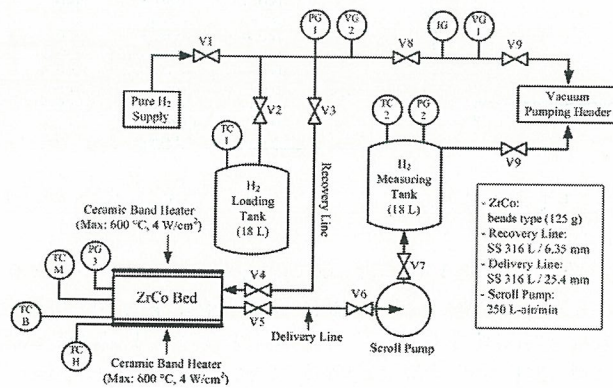 PG
1
VG
2
IG
VG
1
V1
V8
V9
Pure H2
Supply
V2
V3
TC
1
TC
2
PG
2
Vacuum
Pumping Header
H2
Loading
Tank
(18 L)
Recovery Line
H2
Measuring
Tank
(18 L)
V9
Ceramic Band Heater
(Max: 600 °C, 4 W/cm²)
TC
M
PG
3
ZrCo Bed
TC
B
TC
H
V4
V5
V6
V7
Delivery Line
Scroll Pump
Ceramic Band Heater
(Max: 600 °C, 4 W/cm²)
- ZrCo:
beads type (125 g)
- Recovery Line:
SS 316 L / 6.35 mm
- Delivery Line:
SS 316 L / 25.4 mm
- Scroll Pump:
250 L-air/min